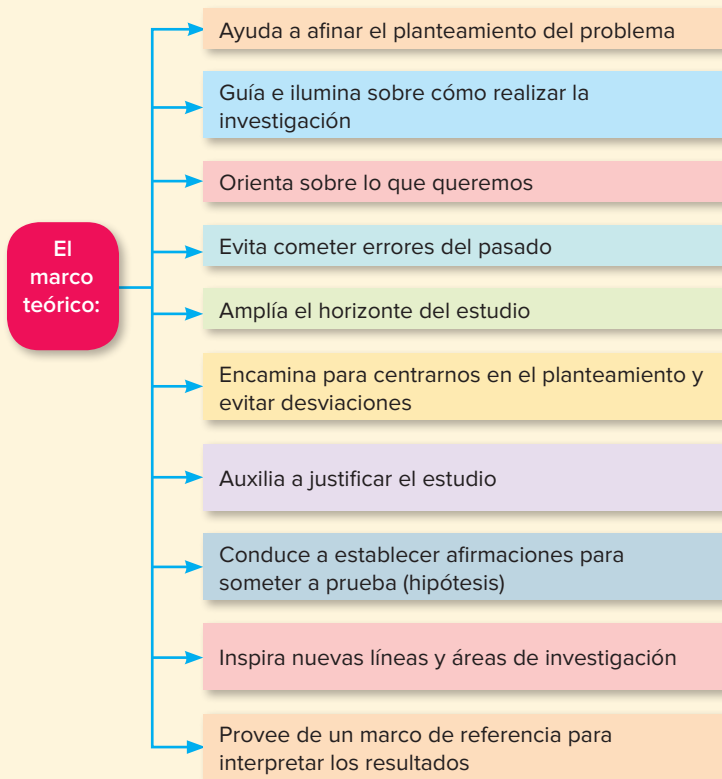 El
marco
teórico:
Ayuda a afinar el planteamiento del problema
Guía e ilumina sobre cómo realizar la
investigación
Orienta sobre lo que queremos
Evita cometer errores del pasado
Amplía el horizonte del estudio
Encamina para centrarnos en el planteamiento y
evitar desviaciones
Auxilia a justificar el estudio
Conduce a establecer afirmaciones para
someter a prueba (hipótesis)
Inspira nuevas líneas y áreas de investigación
Provee de un marco de referencia para
interpretar los resultados